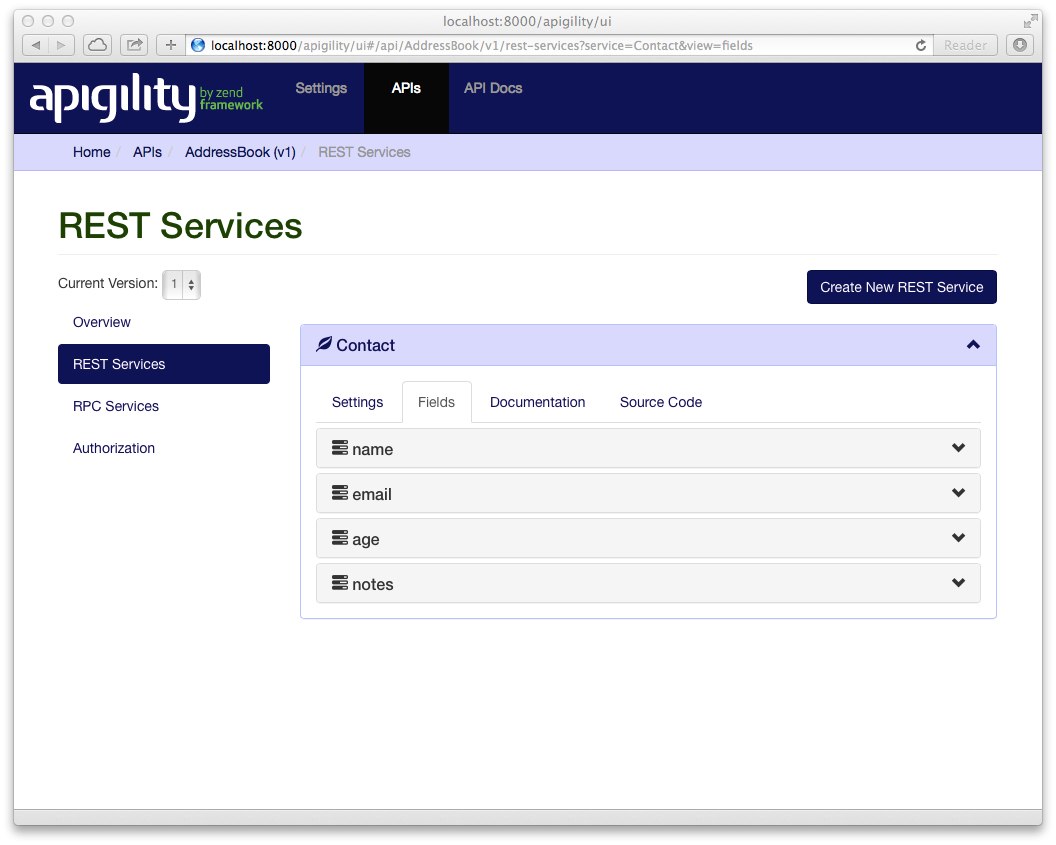 localhost:8000/apigility/ui
localhost:8000/apigility/ui#/api/AddressBook/v1/rest-services?service=Contact&view=fields
Reader
apigility by zend framework
Settings
APIs
API Docs
Home / APIs / AddressBook (v1) / REST Services
REST Services
Current Version: 1
Create New REST Service
Overview
REST Services
RPC Services
Authorization
Contact
Settings
Fields
Documentation
Source Code
name
email
age
notes